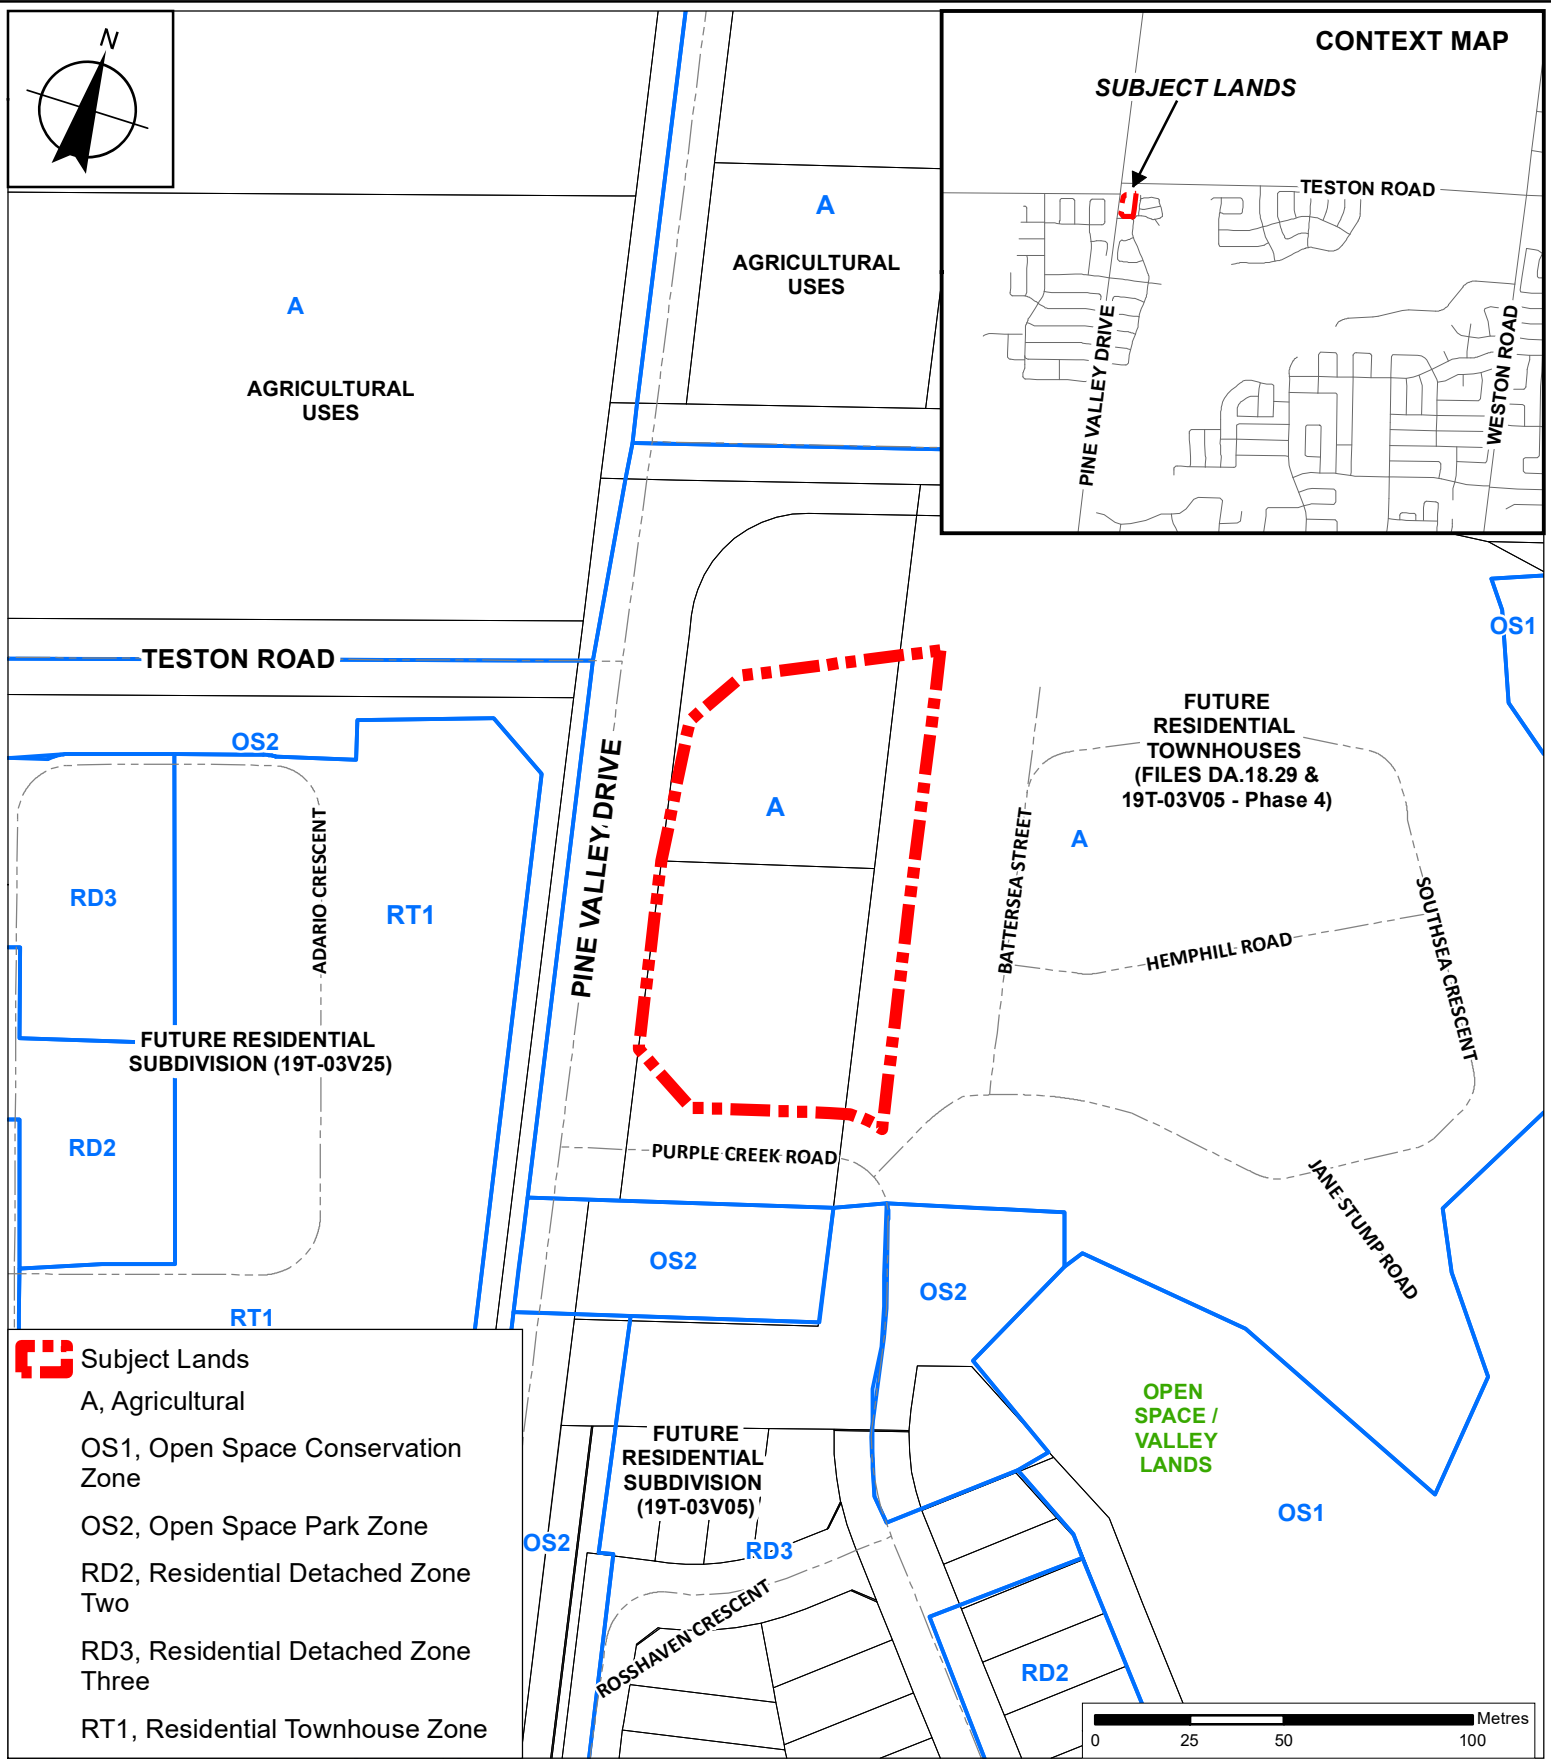 N
CONTEXT MAP
SUBJECT LANDS
TESTON ROAD
PINE VALLEY DRIVE
WESTON ROAD
A
AGRICULTURAL
USES
A
AGRICULTURAL
USES
OS1
TESTON ROAD
FUTURE
RESIDENTIAL
TOWNHOUSES
(FILES DA.18.29 &
19T-03V05 - Phase 4)
OS2
PINE VALLEY DRIVE
A
A
BATTERSEA STREET
ADARIO CRESCENT
RD3
RT1
SOUTHSEA CRESCENT
HEMPHILL ROAD
FUTURE RESIDENTIAL
SUBDIVISION (19T-03V25)
RD2
PURPLE CREEK ROAD
JANE STUMP ROAD
OS2
OS2
RT1
OPEN
SPACE /
VALLEY
LANDS
OS1
FUTURE
RESIDENTIAL
SUBDIVISION
(19T-03V05)
OS2
RD3
ROSSHAVEN CRESCENT
RD2
Subject Lands
A, Agricultural
OS1, Open Space Conservation
Zone
OS2, Open Space Park Zone
RD2, Residential Detached Zone
Two
RD3, Residential Detached Zone
Three
RT1, Residential Townhouse Zone
Metres
0 25 50 100